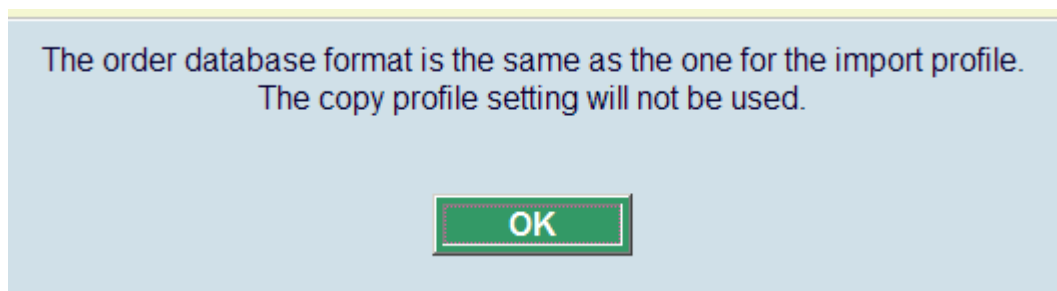 The order database format is the same as the one for the import profile.
The copy profile setting will not be used.
OK